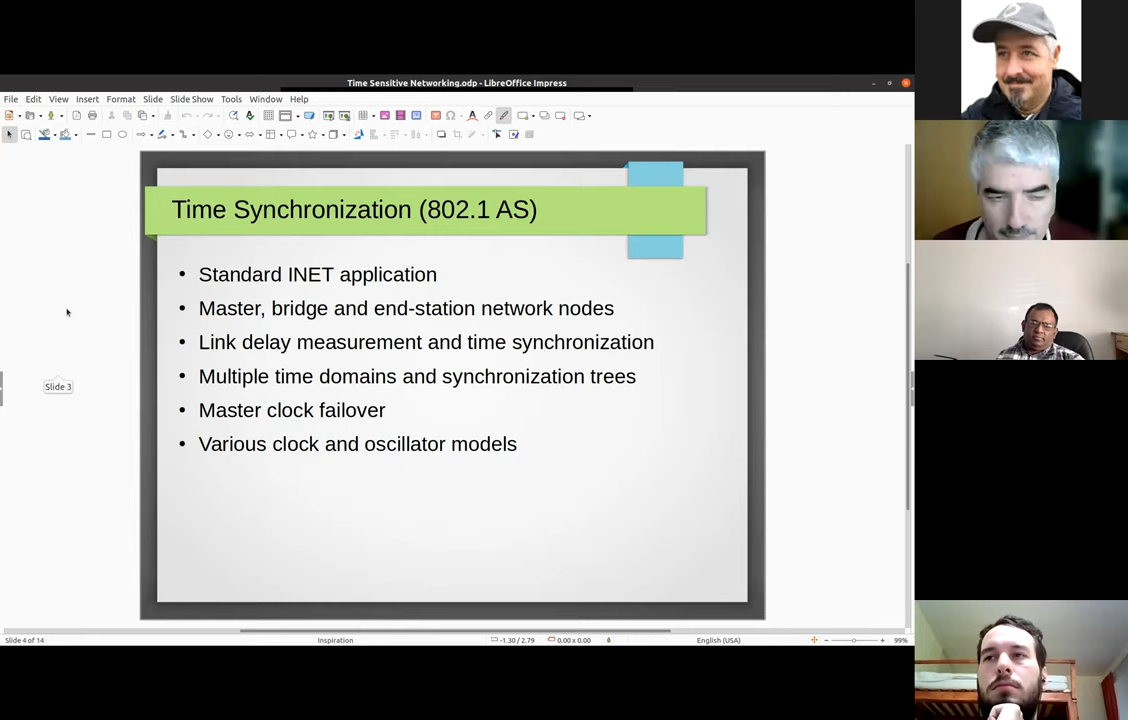 Time Sensitive Networking.odp - LibreOffice Impress
File Edit View Insert Format Slide Slide Show Tools Window Help
Time Synchronization (802.1 AS)
• Standard INET application
• Master, bridge and end-station network nodes
• Link delay measurement and time synchronization
• Multiple time domains and synchronization trees
• Master clock failover
• Various clock and oscillator models
Slide 3
Slide 4 of 14 Inspiration -1.30 / 2.79 0.00 x 0.00 English (USA) 99%